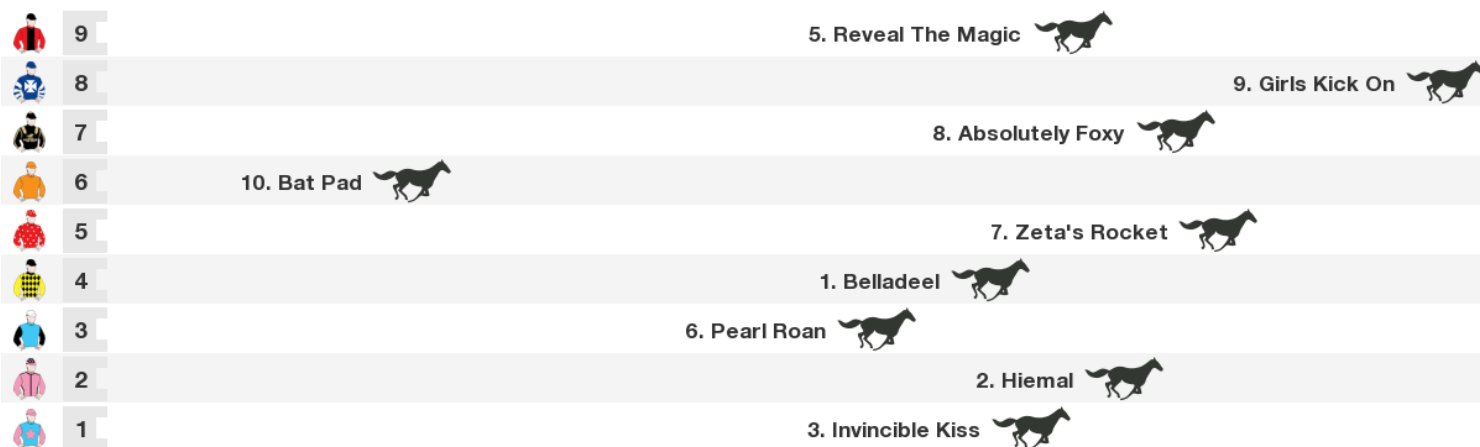 9 5. Reveal The Magic
8 9. Girls Kick On
7 8. Absolutely Foxy
6 10. Bat Pad
5 7. Zeta's Rocket
4 1. Belladeel
3 6. Pearl Roan
2 2. Hiemal
1 3. Invincible Kiss